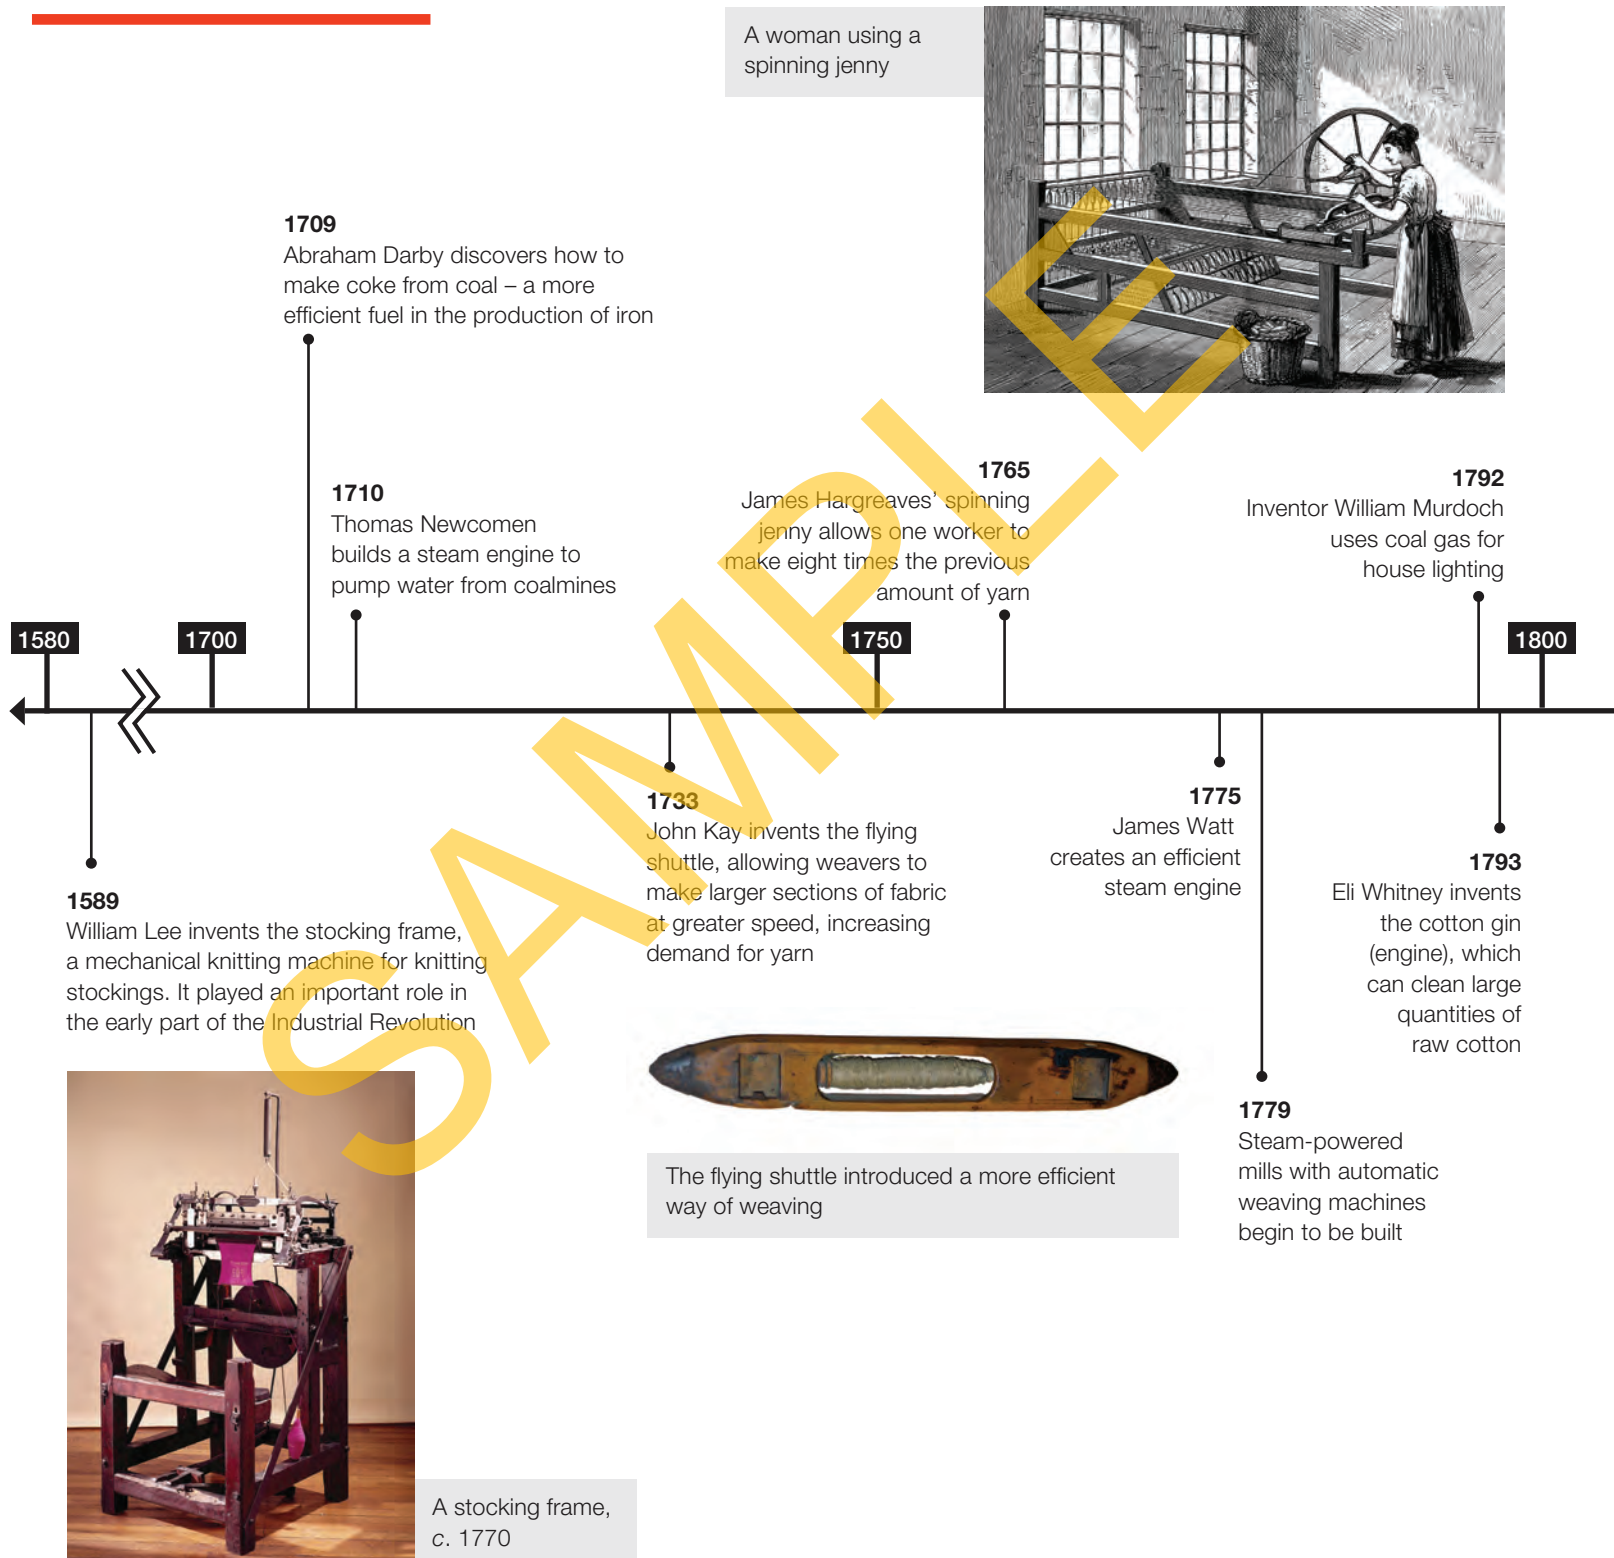 A woman using a
spinning jenny
1709
Abraham Darby discovers how to
make coke from coal – a more
efficient fuel in the production of iron
1710
Thomas Newcomen
builds a steam engine to
pump water from coalmines
1765
James Hargreaves’ spinning
jenny allows one worker to
make eight times the previous
amount of yarn
1792
Inventor William Murdoch
uses coal gas for
house lighting
1580
1700
1750
1800
1589
William Lee invents the stocking frame,
a mechanical knitting machine for knitting
stockings. It played an important role in
the early part of the Industrial Revolution
1733
John Kay invents the flying
shuttle, allowing weavers to
make larger sections of fabric
at greater speed, increasing
demand for yarn
1775
James Watt
creates an efficient
steam engine
1793
Eli Whitney invents
the cotton gin
(engine), which
can clean large
quantities of
raw cotton
1779
Steam-powered
mills with automatic
weaving machines
begin to be built
The flying shuttle introduced a more efficient
way of weaving
A stocking frame,
c. 1770
SAMPLE